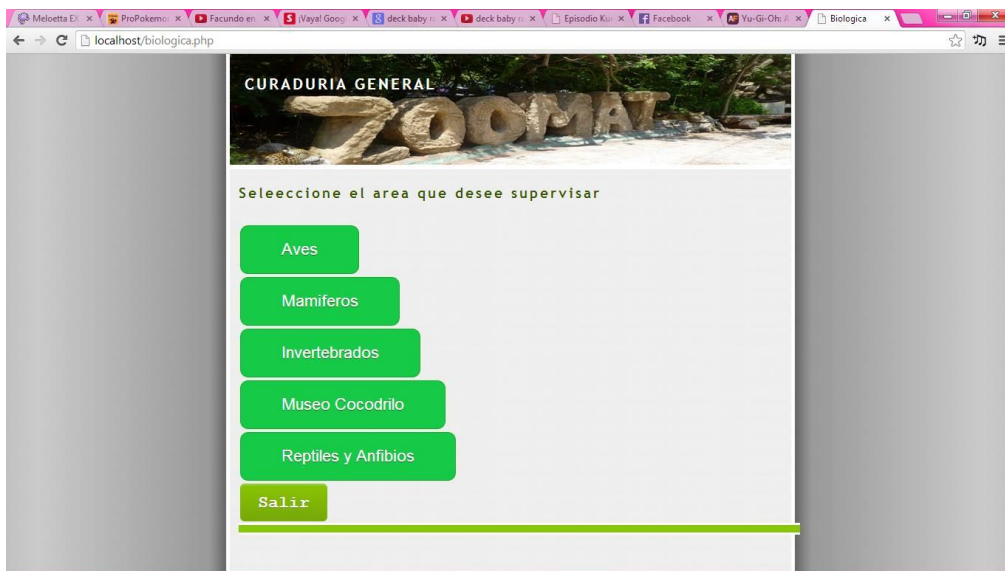 Meloetta EX
ProPokemon
Facundo en
¡Vaya! Goog
deck baby r
deck baby r
Episodio Ku
Facebook
Yu-Gi-Oh: A
Biologica
localhost/biologica.php
CURADURIA GENERAL
ZOOMAT
Seleeccione el area que desee supervisar
Aves
Mamiferos
Invertebrados
Museo Cocodrilo
Reptiles y Anfibios
Salir